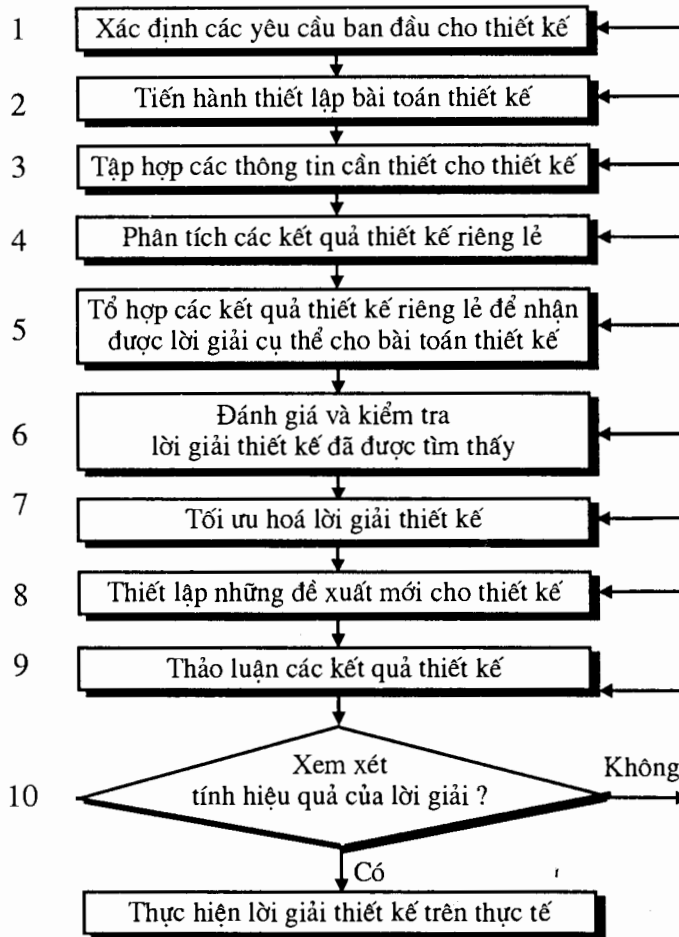 1 Xác định các yêu cầu ban đầu cho thiết kế
2 Tiến hành thiết lập bài toán thiết kế
3 Tập hợp các thông tin cần thiết cho thiết kế
4 Phân tích các kết quả thiết kế riêng lẻ
5 Tổ hợp các kết quả thiết kế riêng lẻ để nhận
được lời giải cụ thể cho bài toán thiết kế
6 Đánh giá và kiểm tra
lời giải thiết kế đã được tìm thấy
7 Tối ưu hoá lời giải thiết kế
8 Thiết lập những đề xuất mới cho thiết kế
9 Thảo luận các kết quả thiết kế
10 Xem xét
tính hiệu quả của lời giải ?
Không
Có
Thực hiện lời giải thiết kế trên thực tế